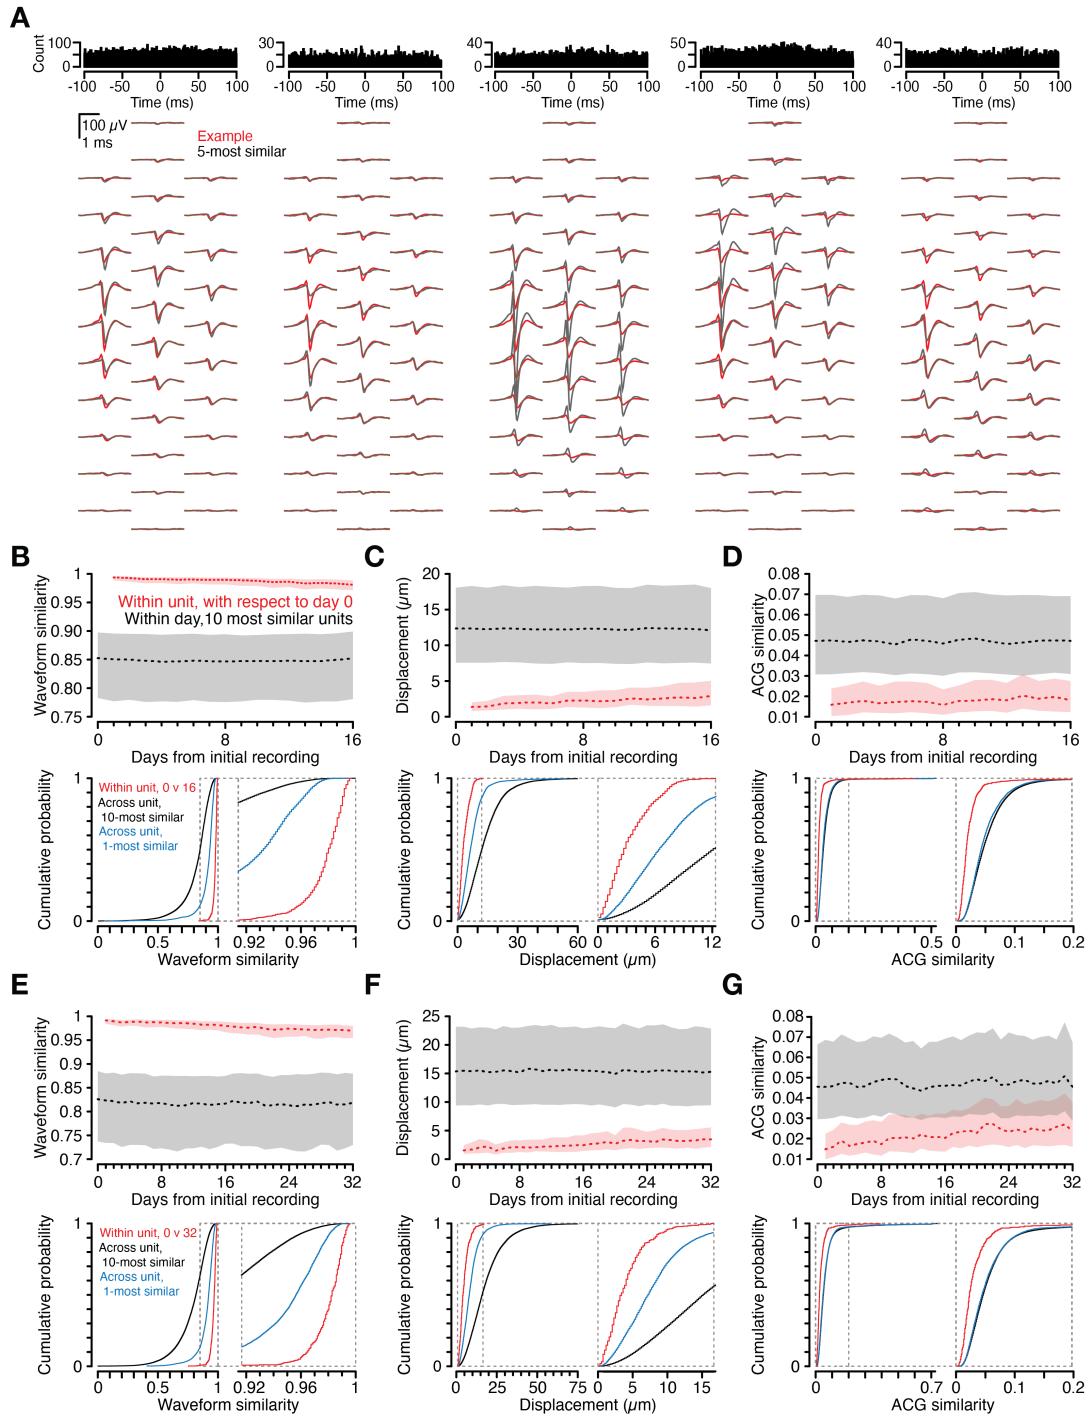 A
Count
100
0
-100 -50 0 50 100
Time (ms)
30
0
-100 -50 0 50 100
Time (ms)
40
0
-100 -50 0 50 100
Time (ms)
50
0
-100 -50 0 50 100
Time (ms)
40
0
-100 -50 0 50 100
Time (ms)
100 µV
1 ms
Example
5-most similar
B
Waveform similarity
1
0.95
0.90
0.85
0.80
0.75
Within unit, with respect to day 0
Within day,10 most similar units
0 8 16
Days from initial recording
Cumulative probability
1
0
Within unit, 0 v 16
Across unit,
10-most similar
Across unit,
1-most similar
0 0.5 1 0.92 0.96 1
Waveform similarity
C
Displacement (µm)
20
15
10
5
0
0 8 16
Days from initial recording
Cumulative probability
1
0
0 30 60 0 6 12
Displacement (µm)
D
ACG similarity
0.08
0.07
0.06
0.05
0.04
0.03
0.02
0.01
0 8 16
Days from initial recording
Cumulative probability
1
0
0 0.5 0 0.1 0.2
ACG similarity
E
Waveform similarity
1
0.95
0.9
0.85
0.8
0.75
0.7
0 8 16 24 32
Days from initial recording
Cumulative probability
1
0
Within unit, 0 v 32
Across unit,
10-most similar
Across unit,
1-most similar
0 0.5 1 0.92 0.96 1
Waveform similarity
F
Displacement (µm)
25
20
15
10
5
0
0 8 16 24 32
Days from initial recording
Cumulative probability
1
0
0 25 50 75 0 5 10 15
Displacement (µm)
G
ACG similarity
0.08
0.07
0.06
0.05
0.04
0.03
0.02
0.01
0 8 16 24 32
Days from initial recording
Cumulative probability
1
0
0 0.7 0 0.1 0.2
ACG similarity